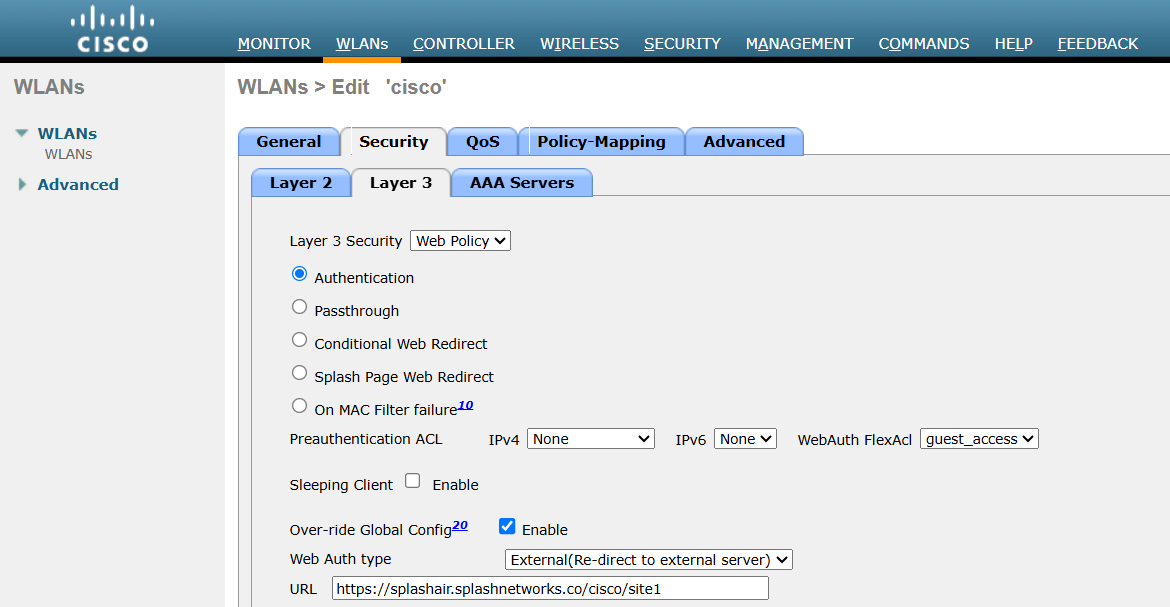 CISCO
MONITOR WLANs CONTROLLER WIRELESS SECURITY MANAGEMENT COMMANDS HELP FEEDBACK
WLANs
WLANs > Edit 'cisco'
WLANs
WLANs
Advanced
General Security QoS Policy-Mapping Advanced
Layer 2 Layer 3 AAA Servers
Layer 3 Security Web Policy
Authentication
Passthrough
Conditional Web Redirect
Splash Page Web Redirect
On MAC Filter failure10
Preauthentication ACL IPv4 None IPv6 None WebAuth FlexAcl guest_access
Sleeping Client Enable
Over-ride Global Config20 Enable
Web Auth type External(Re-direct to external server)
URL https://splashair.splashnetworks.co/cisco/site1